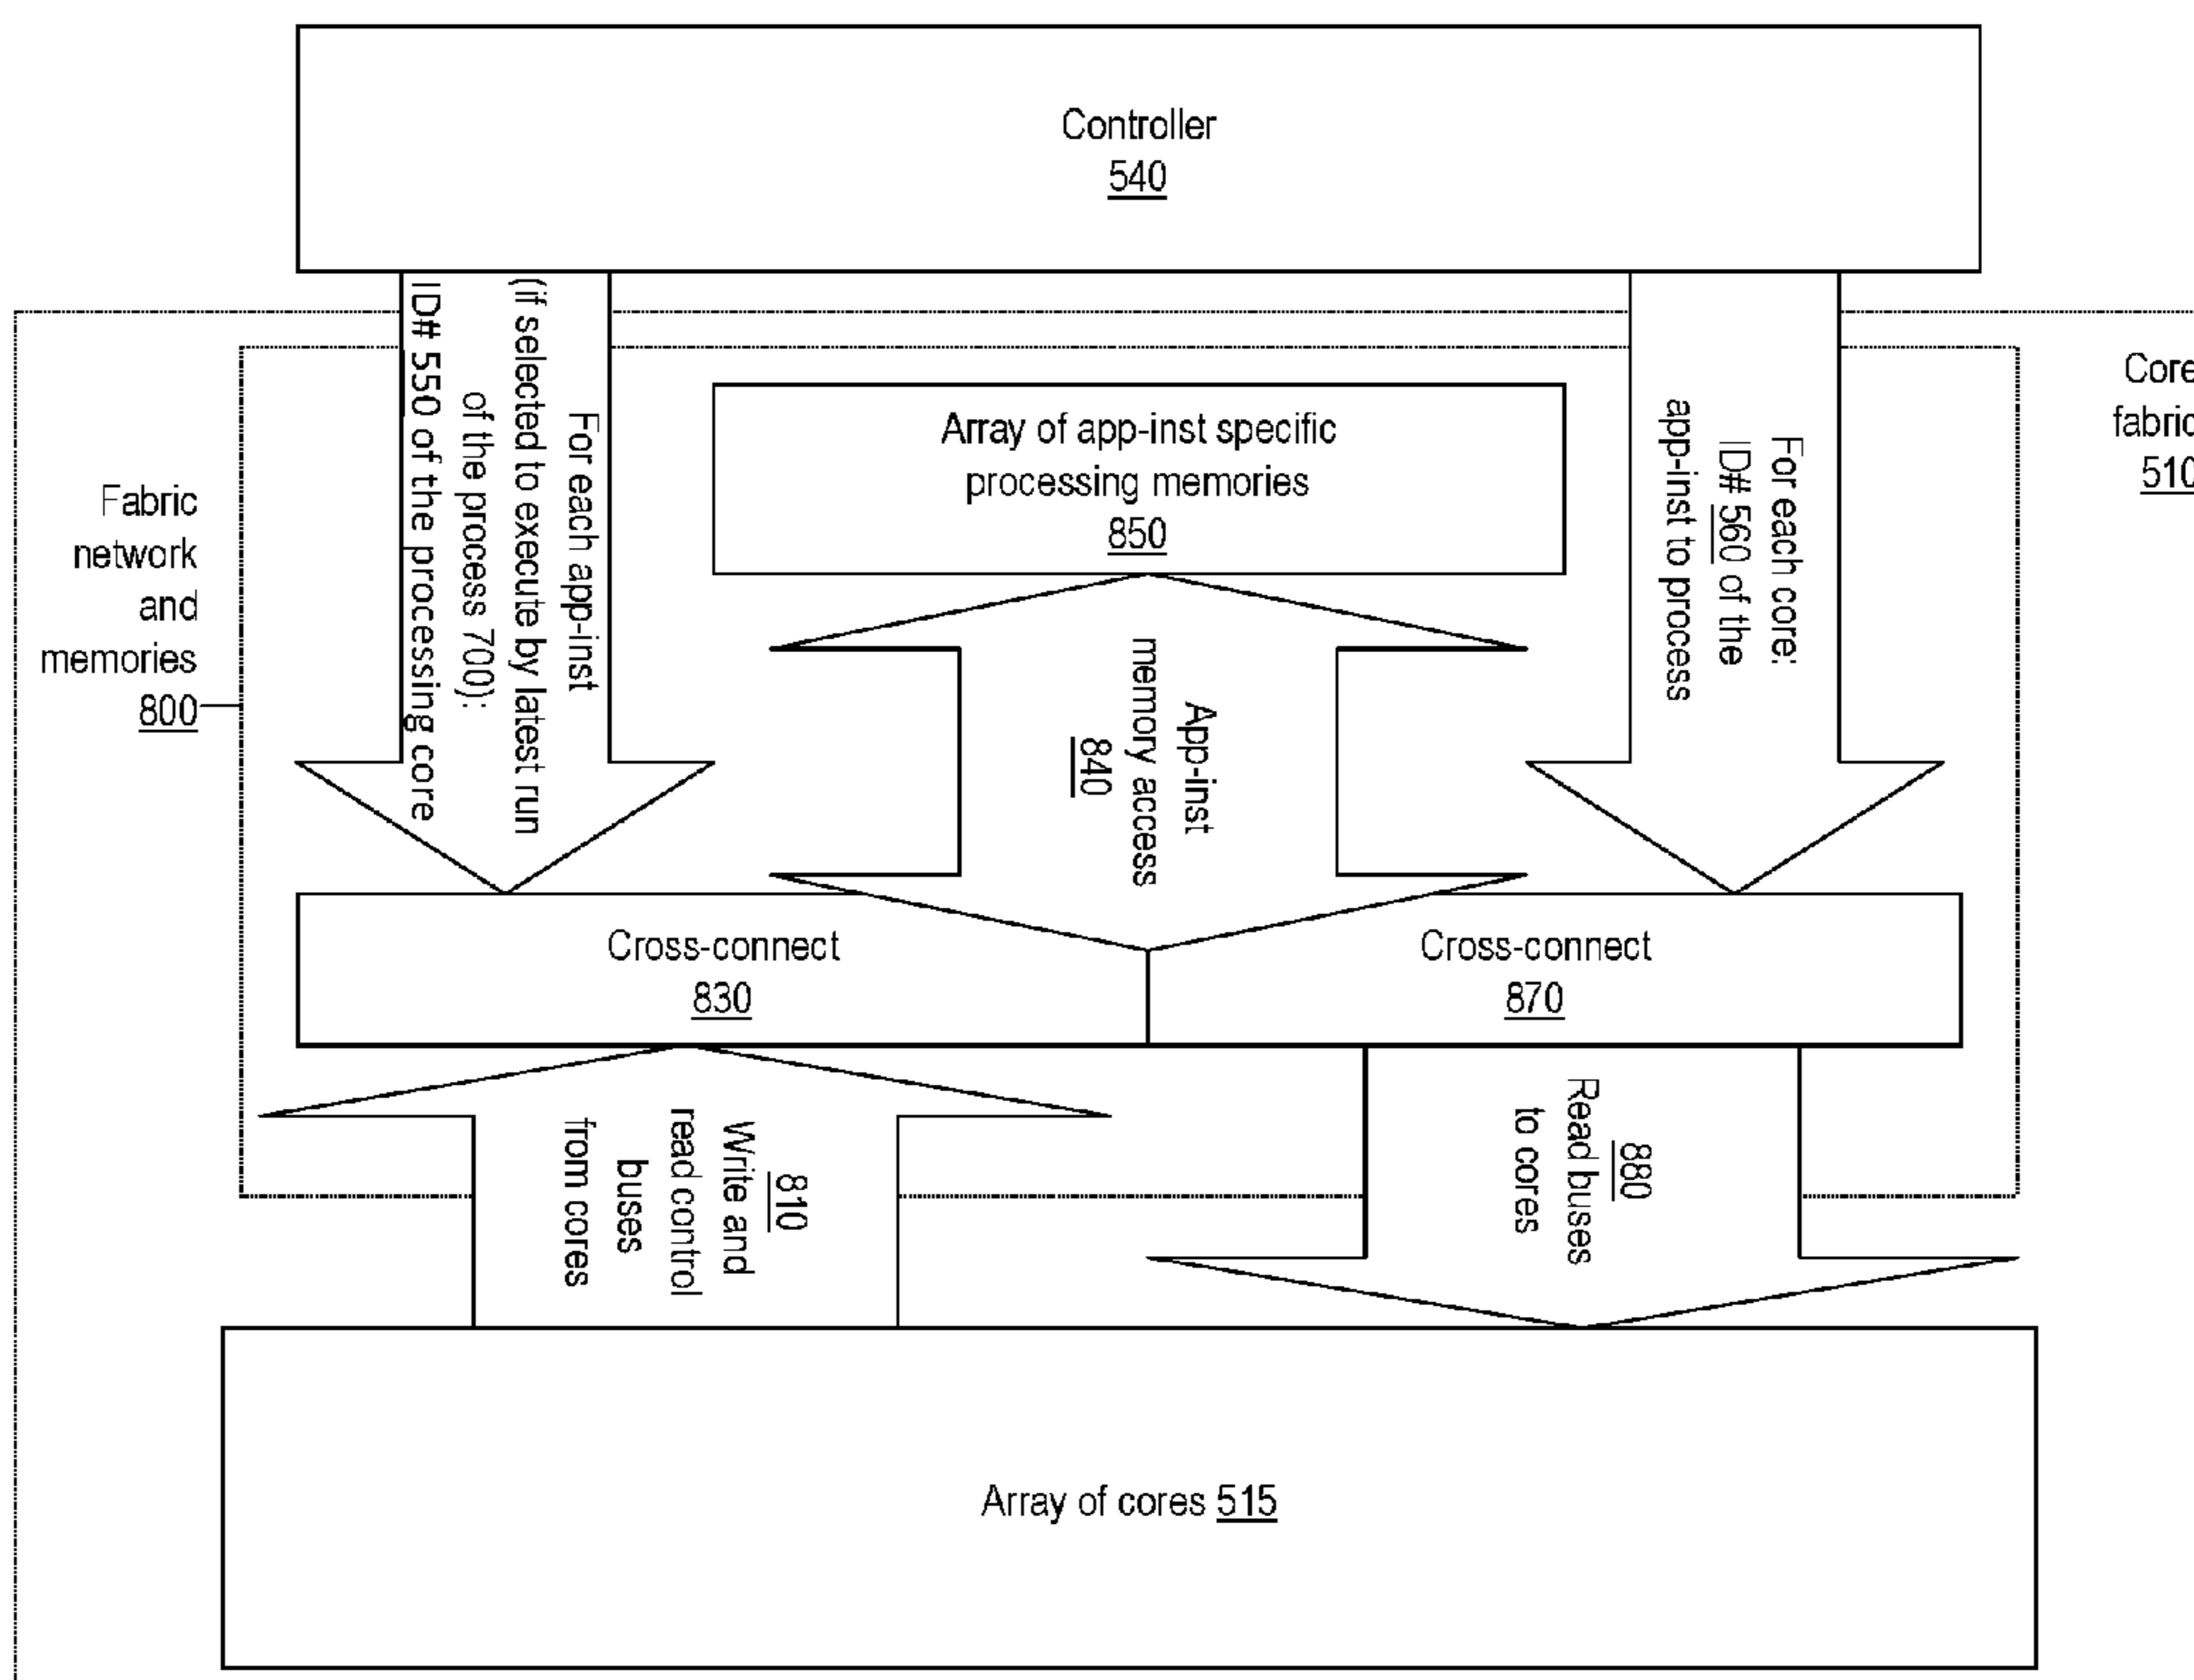 Controller
540
For each app-inst
(if selected to execute by latest run
of the process 700):
ID# 550 of the processing core
For each core:
ID# 560 of the
app-inst to process
Core
fabric
510
Array of app-inst specific
processing memories
850
Fabric
network
and
memories
800
App-inst
memory access
840
Cross-connect
830
Cross-connect
870
810
Write and
read control
buses
from cores
880
Read buses
to cores
Array of cores 515